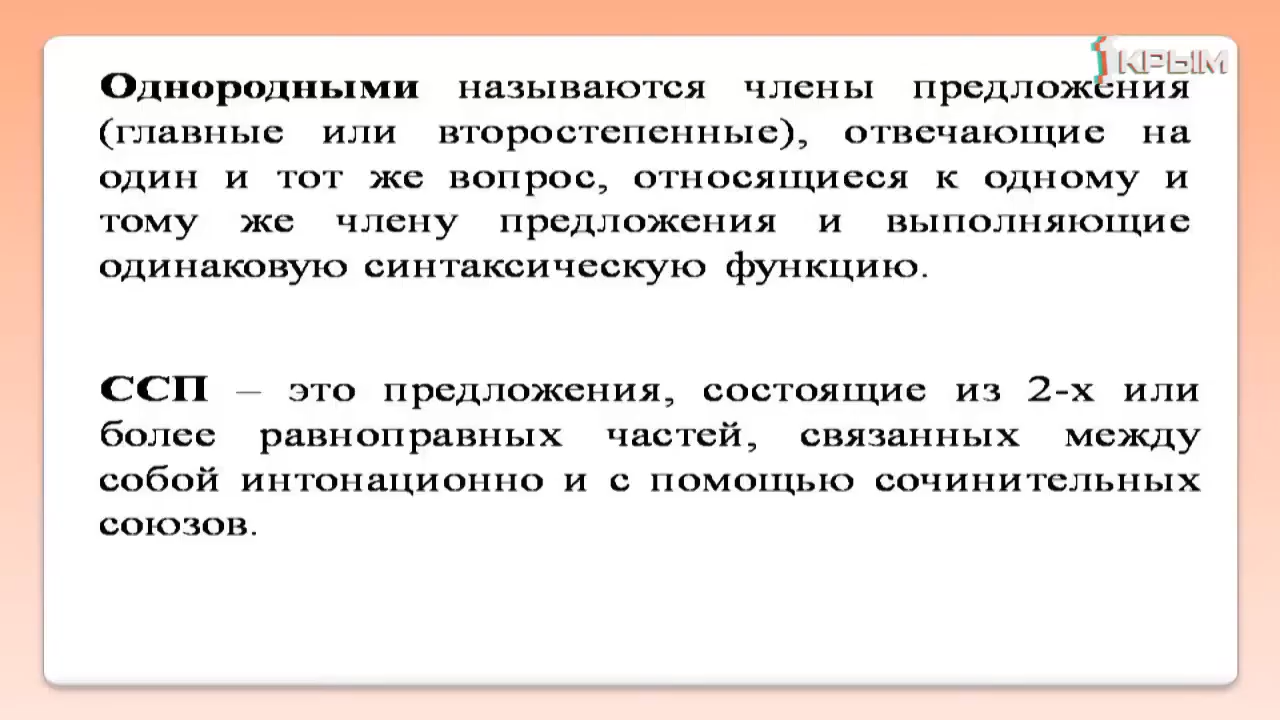 1 КРЫМ
Однородными называются члены предложения
(главные или второстепенные), отвечающие на
один и тот же вопрос, относящиеся к одному и
тому же члену предложения и выполняющие
одинаковую синтаксическую функцию.
ССП – это предложения, состоящие из 2-х или
более равноправных частей, связанных между
собой интонационно и с помощью сочинительных
союзов.